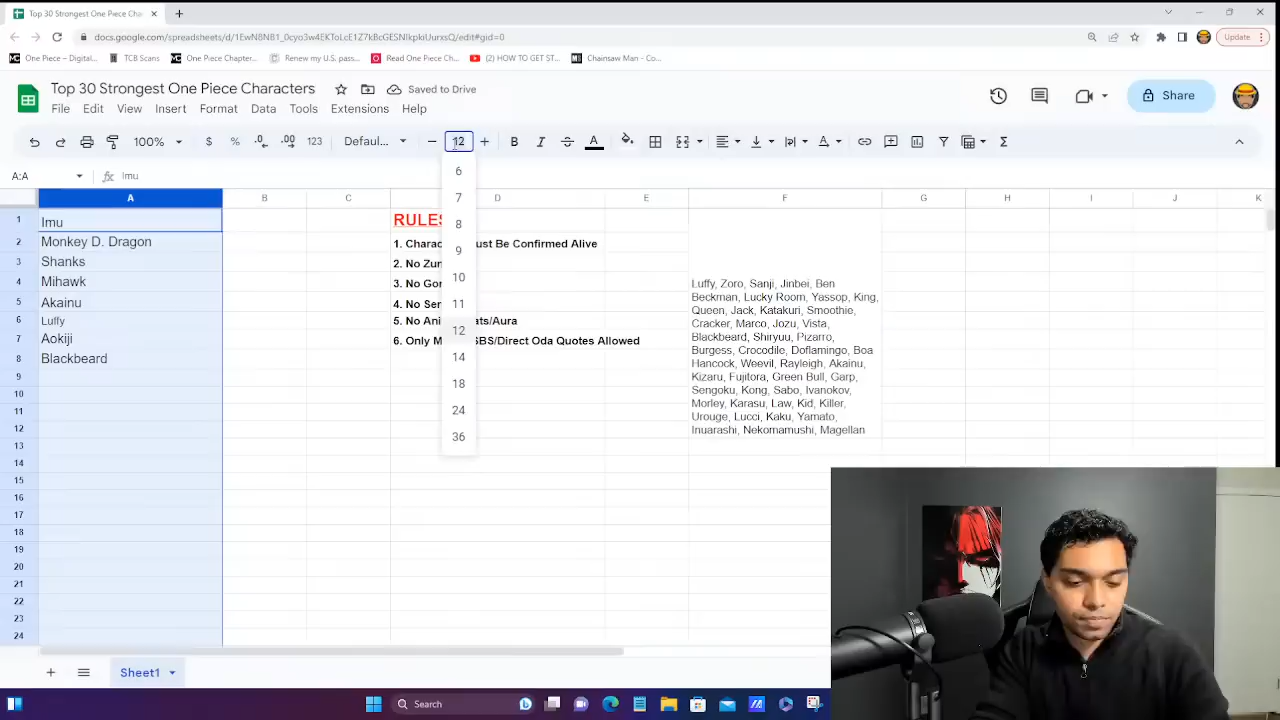 Top 30 Strongest One Piece Cha
docs.google.com/spreadsheets/d/
Update
One Piece – Digital...
TCB Scans
One Piece Chapter...
Renew my U.S. pass...
Read One Piece Ch...
(2) HOW TO GET ST...
Chainsaw Man - Co...
Top 30 Strongest One Piece Characters
Saved to Drive
File Edit View Insert Format Data Tools Extensions Help
Share
100% $ % .0 .00 123 Defaul... 12 B I A
A:A Imu
A B C D E F G H I J K
6
7
8
9
10
11
12
14
18
24
36
1 Imu
2 Monkey D. Dragon
3 Shanks
4 Mihawk
5 Akainu
6 Luffy
7 Aokiji
8 Blackbeard
9
10
11
12
13
14
15
16
17
18
19
20
21
22
23
24
RULES
1. Charac ust Be Confirmed Alive
2. No Zun
3. No Gor
4. No Ser
5. No Ani ats/Aura
6. Only M SBS/Direct Oda Quotes Allowed
Luffy, Zoro, Sanji, Jinbei, Ben
Beckman, Lucky Room, Yassop, King,
Queen, Jack, Katakuri, Smoothie,
Cracker, Marco, Jozu, Vista,
Blackbeard, Shiryuu, Pizarro,
Burgess, Crocodile, Doflamingo, Boa
Hancock, Weevil, Rayleigh, Akainu,
Kizaru, Fujitora, Green Bull, Garp,
Sengoku, Kong, Sabo, Ivanokov,
Morley, Karasu, Law, Kid, Killer,
Urouge, Lucci, Kaku, Yamato,
Inuarashi, Nekomamushi, Magellan
Sheet1
Search